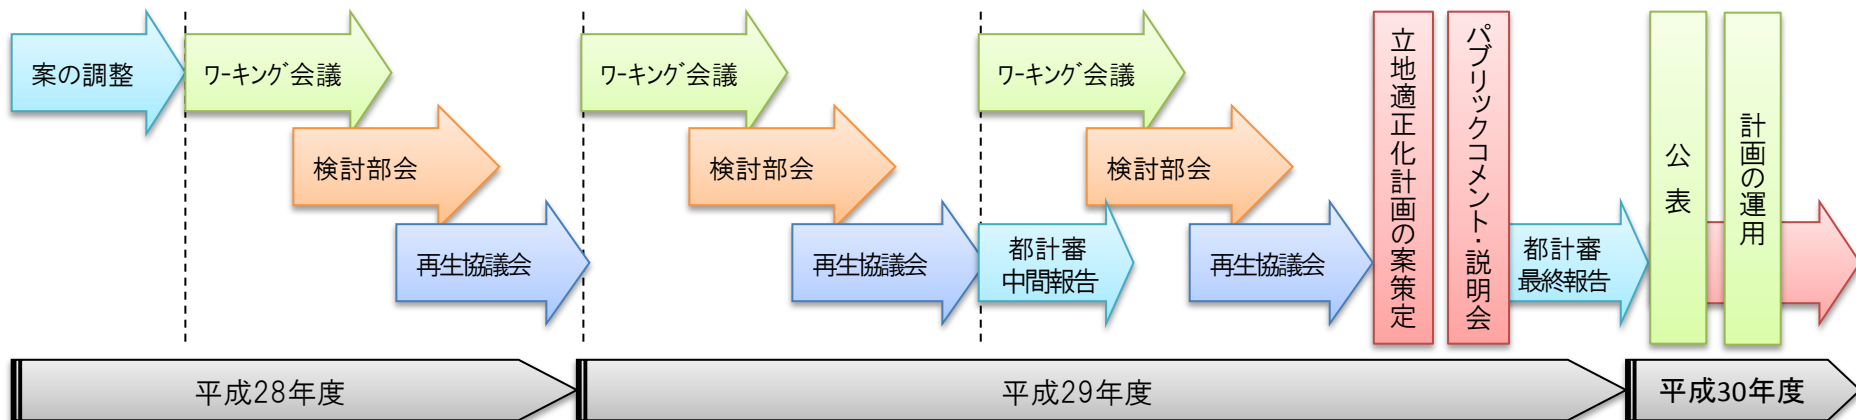 案の調整
ワーキング会議
検討部会
再生協議会
ワーキング会議
検討部会
再生協議会
ワーキング会議
都計審
中間報告
検討部会
再生協議会
立地適正化計画の案策定
パブリックコメント・説明会
都計審
最終報告
公表
計画の運用
平成28年度
平成29年度
平成30年度